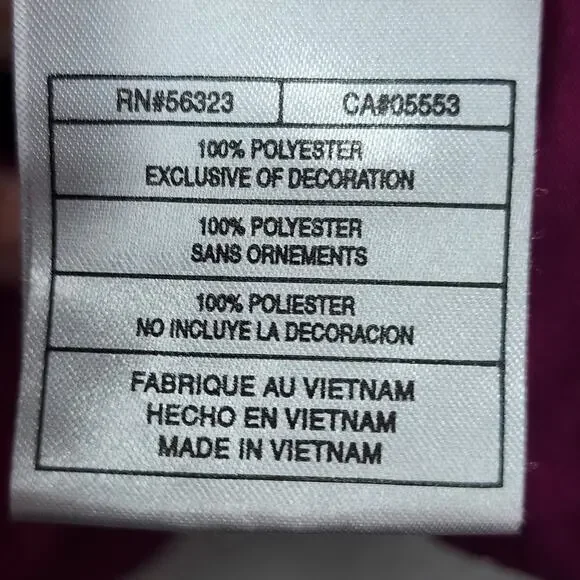 RN#56323 CA#05553
100% POLYESTER
EXCLUSIVE OF DECORATION
100% POLYESTER
SANS ORNEMENTS
100% POLIESTER
NO INCLUYE LA DECORACION
FABRIQUE AU VIETNAM
HECHO EN VIETNAM
MADE IN VIETNAM